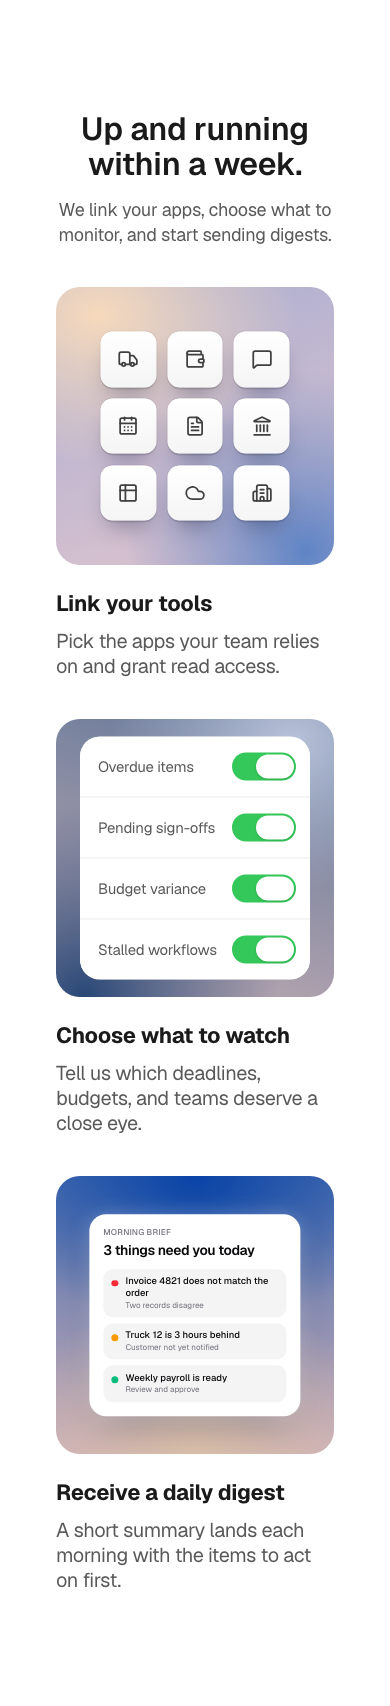 Up and running
within a week.
We link your apps, choose what to
monitor, and start sending digests.
Link your tools
Pick the apps your team relies
on and grant read access.
Overdue items
Pending sign-offs
Budget variance
Stalled workflows
Choose what to watch
Tell us which deadlines,
budgets, and teams deserve a
close eye.
MORNING BRIEF
3 things need you today
Invoice 4821 does not match the
order
Two records disagree
Truck 12 is 3 hours behind
Customer not yet notified
Weekly payroll is ready
Review and approve
Receive a daily digest
A short summary lands each
morning with the items to act
on first.